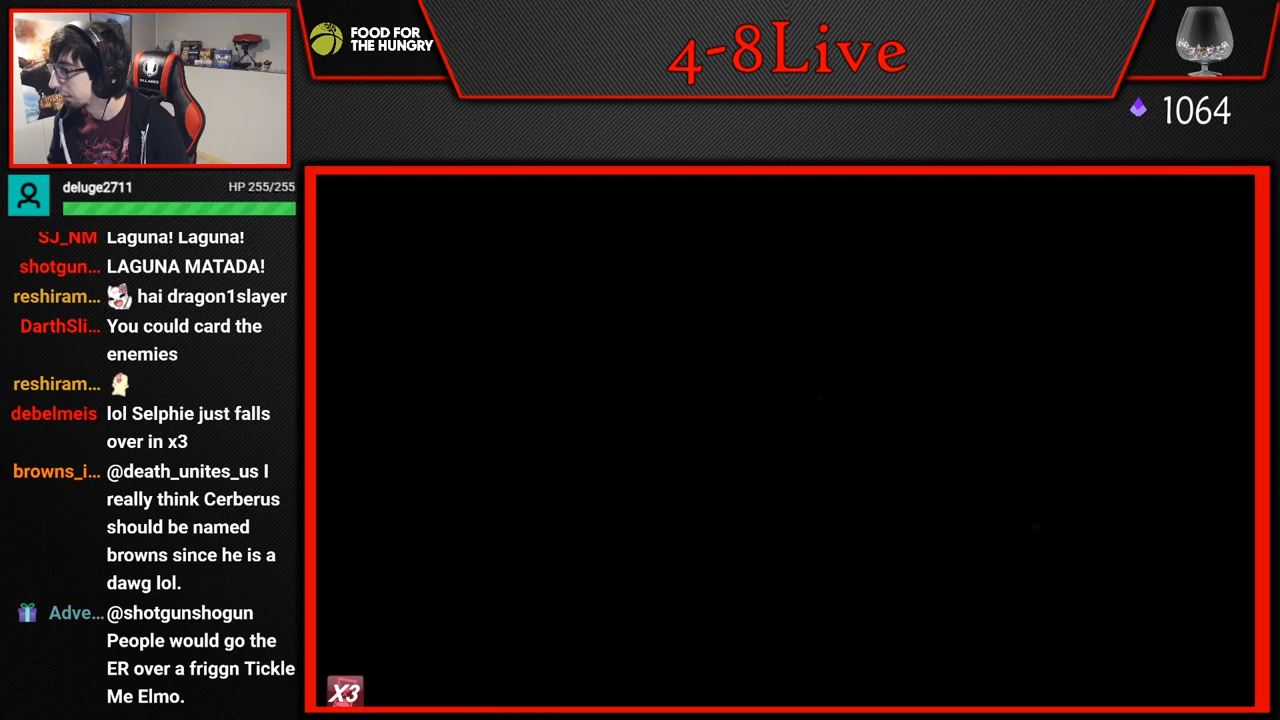 FOOD FOR
THE HUNGRY
4-8Live
1064
deluge2711 HP 255/255
SJ_NM Laguna! Laguna!
shotgun... LAGUNA MATADA!
reshiram... hai dragon1slayer
DarthSli... You could card the
enemies
reshiram...
debelmeis lol Selphie just falls
over in x3
browns_i... @death_unites_us I
really think Cerberus
should be named
browns since he is a
dawg lol.
Adve... @shotgunshogun
People would go the
ER over a friggn Tickle
Me Elmo.
X3